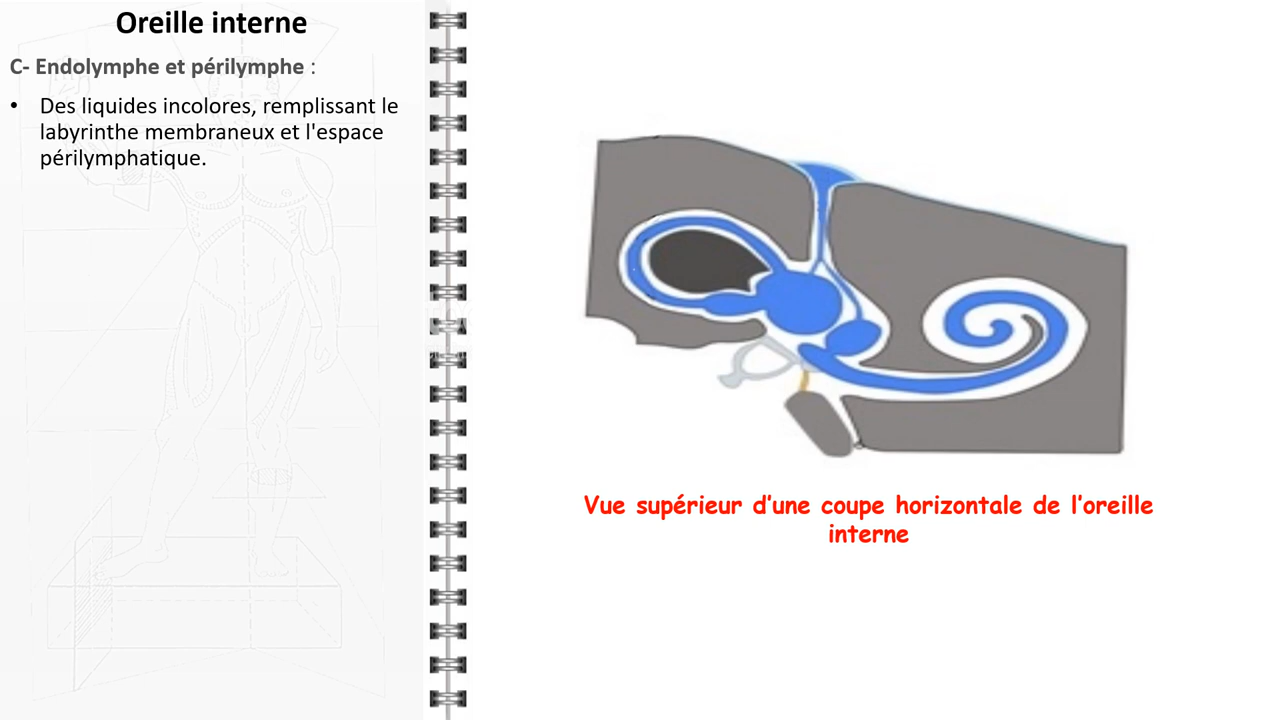 Oreille interne
C- Endolymphe et périlymphe :
• Des liquides incolores, remplissant le
labyrinthe membraneux et l'espace
périlymphatique.
Vue supérieur d’une coupe horizontale de l’oreille
interne